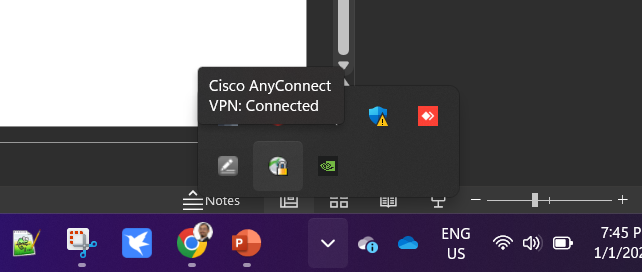 Cisco AnyConnect
VPN: Connected
Notes
ENG
US
7:45 P
1/1/202